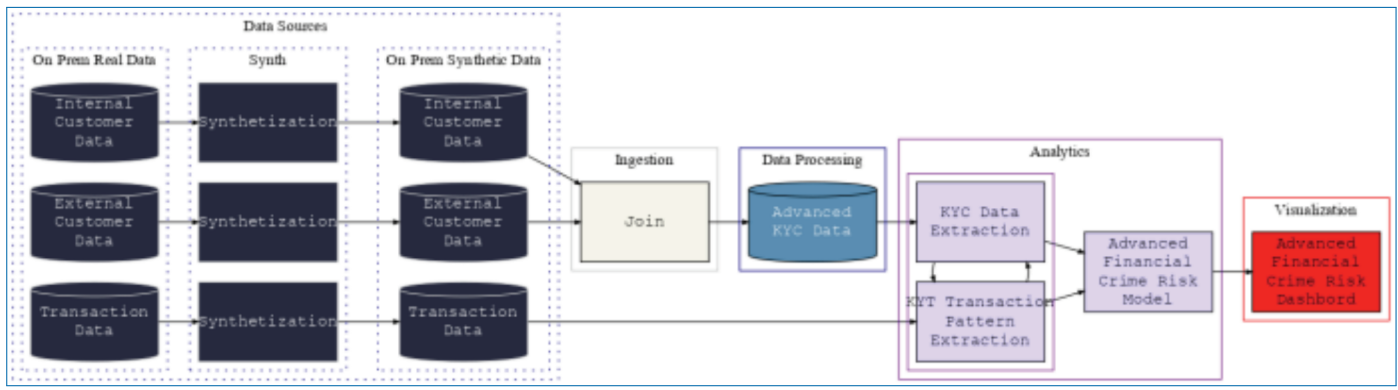 Data Sources
On Prem Real Data
Synth
On Prem Synthetic Data
Internal
Customer
Data
Synthetization
Internal
Customer
Data
External
Customer
Data
Synthetization
External
Customer
Data
Transaction
Data
Synthetization
Transaction
Data
Ingestion
Join
Data Processing
Advanced
KYC Data
Analytics
KYC Data
Extraction
KYT Transaction
Pattern
Extraction
Advanced
Financial
Crime Risk
Model
Visualization
Advanced
Financial
Crime Risk
Dashbord